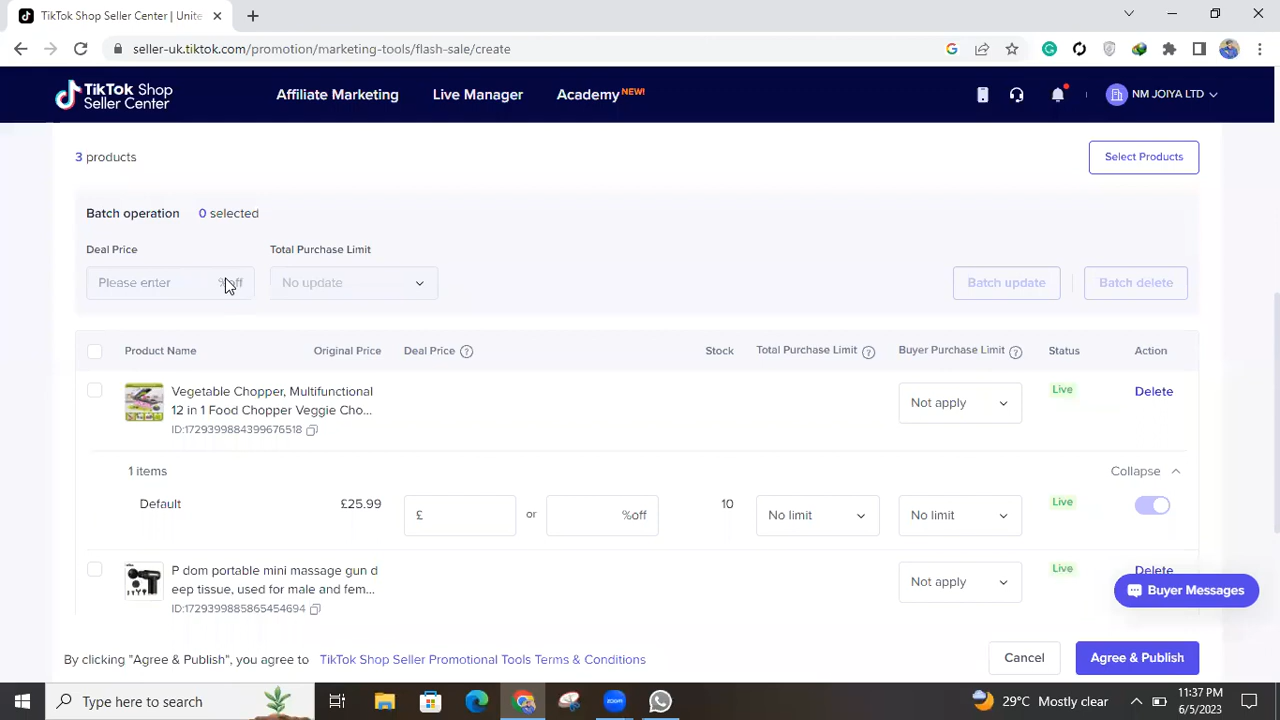 TikTok Shop Seller Center | Unite
seller-uk.tiktok.com/promotion/marketing-tools/flash-sale/create
TikTok Shop
Seller Center
Affiliate Marketing
Live Manager
Academy NEW!
NM JOIYA LTD
3 products
Select Products
Batch operation 0 selected
Deal Price
Total Purchase Limit
Please enter %off
No update
Batch update
Batch delete
Product Name
Original Price
Deal Price
Stock
Total Purchase Limit
Buyer Purchase Limit
Status
Action
Vegetable Chopper, Multifunctional
12 in 1 Food Chopper Veggie Cho...
ID:1729399884399676518
Not apply
Live
Delete
1 items
Collapse
Default
£25.99
£
or
%off
10
No limit
No limit
Live
P dom portable mini massage gun d
eep tissue, used for male and fem...
ID:1729399885865454694
Not apply
Live
Delete
Buyer Messages
By clicking "Agree & Publish", you agree to TikTok Shop Seller Promotional Tools Terms & Conditions
Cancel
Agree & Publish
Type here to search
zoom
29°C Mostly clear
11:37 PM
6/5/2023